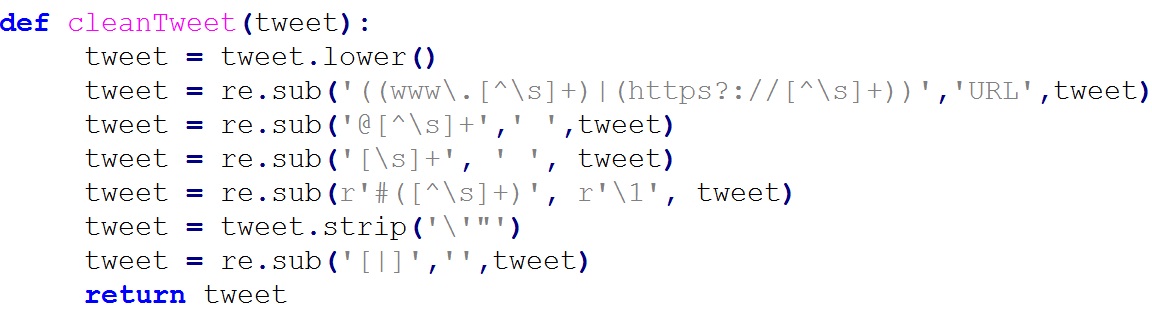 def cleanTweet(tweet):
    tweet = tweet.lower()
    tweet = re.sub('((www\.[^\s]+)|(https?://[^\s]+))','URL',tweet)
    tweet = re.sub('@[^\s]+',' ',tweet)
    tweet = re.sub('[\s]+', ' ', tweet)
    tweet = re.sub(r'#([^\s]+)', r'\1', tweet)
    tweet = tweet.strip('\'"')
    tweet = re.sub('[|]','',tweet)
    return tweet